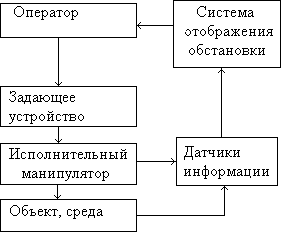 Оператор
Система
отображения
обстановки
Задающее
устройство
Исполнительный
манипулятор
Датчики
информации
Объект, среда